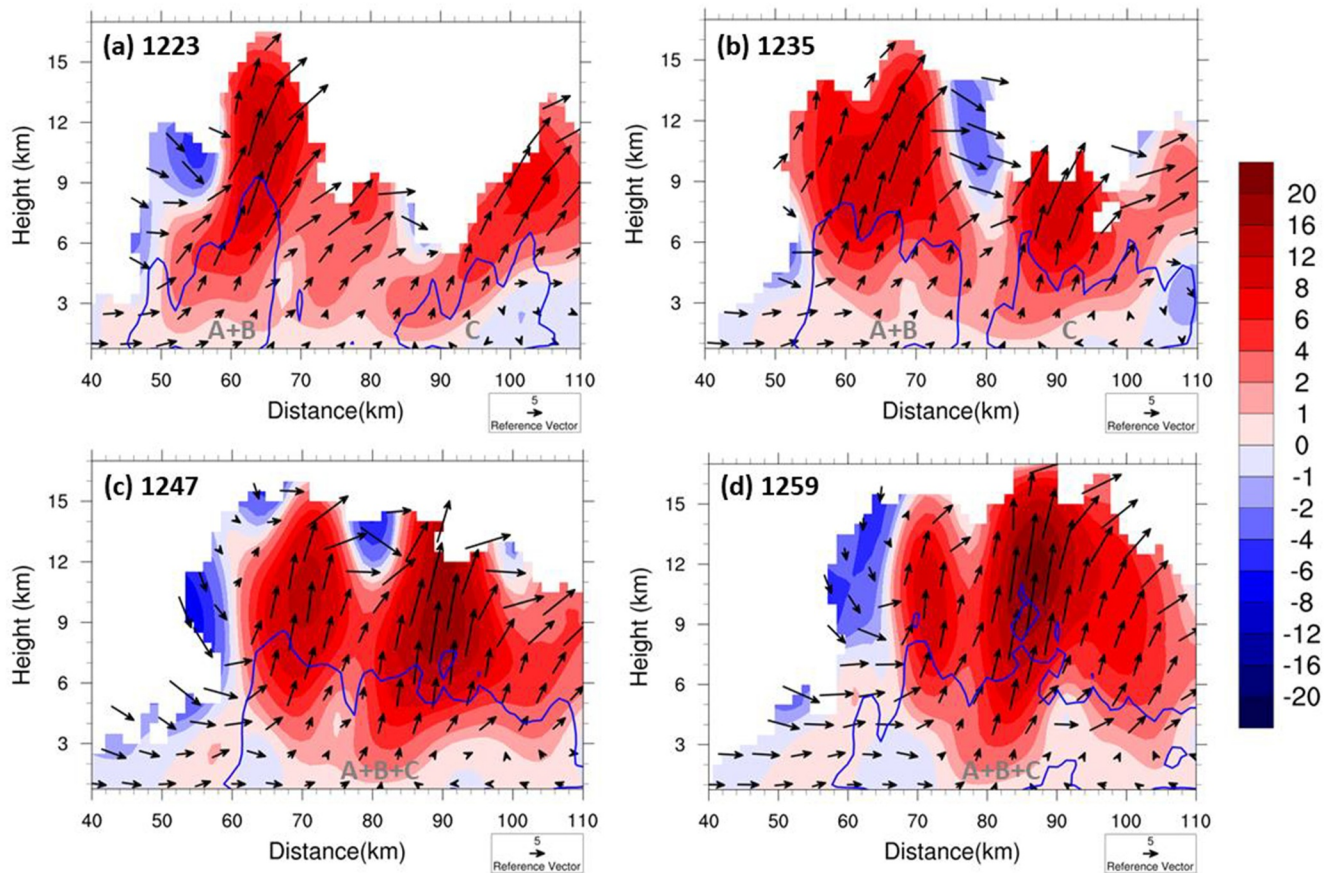 (a) 1223
15
12
9
6
3
Height (km)
A+B
C
40 50 60 70 80 90 100 110
Distance(km)
5
Reference Vector
(b) 1235
15
12
9
6
3
Height (km)
A+B
C
40 50 60 70 80 90 100 110
Distance(km)
5
Reference Vector
(c) 1247
15
12
9
6
3
Height (km)
A+B+C
40 50 60 70 80 90 100 110
Distance(km)
5
Reference Vector
(d) 1259
15
12
9
6
3
Height (km)
A+B+C
40 50 60 70 80 90 100 110
Distance(km)
5
Reference Vector
20
16
12
8
6
4
2
1
0
-1
-2
-4
-6
-8
-12
-16
-20